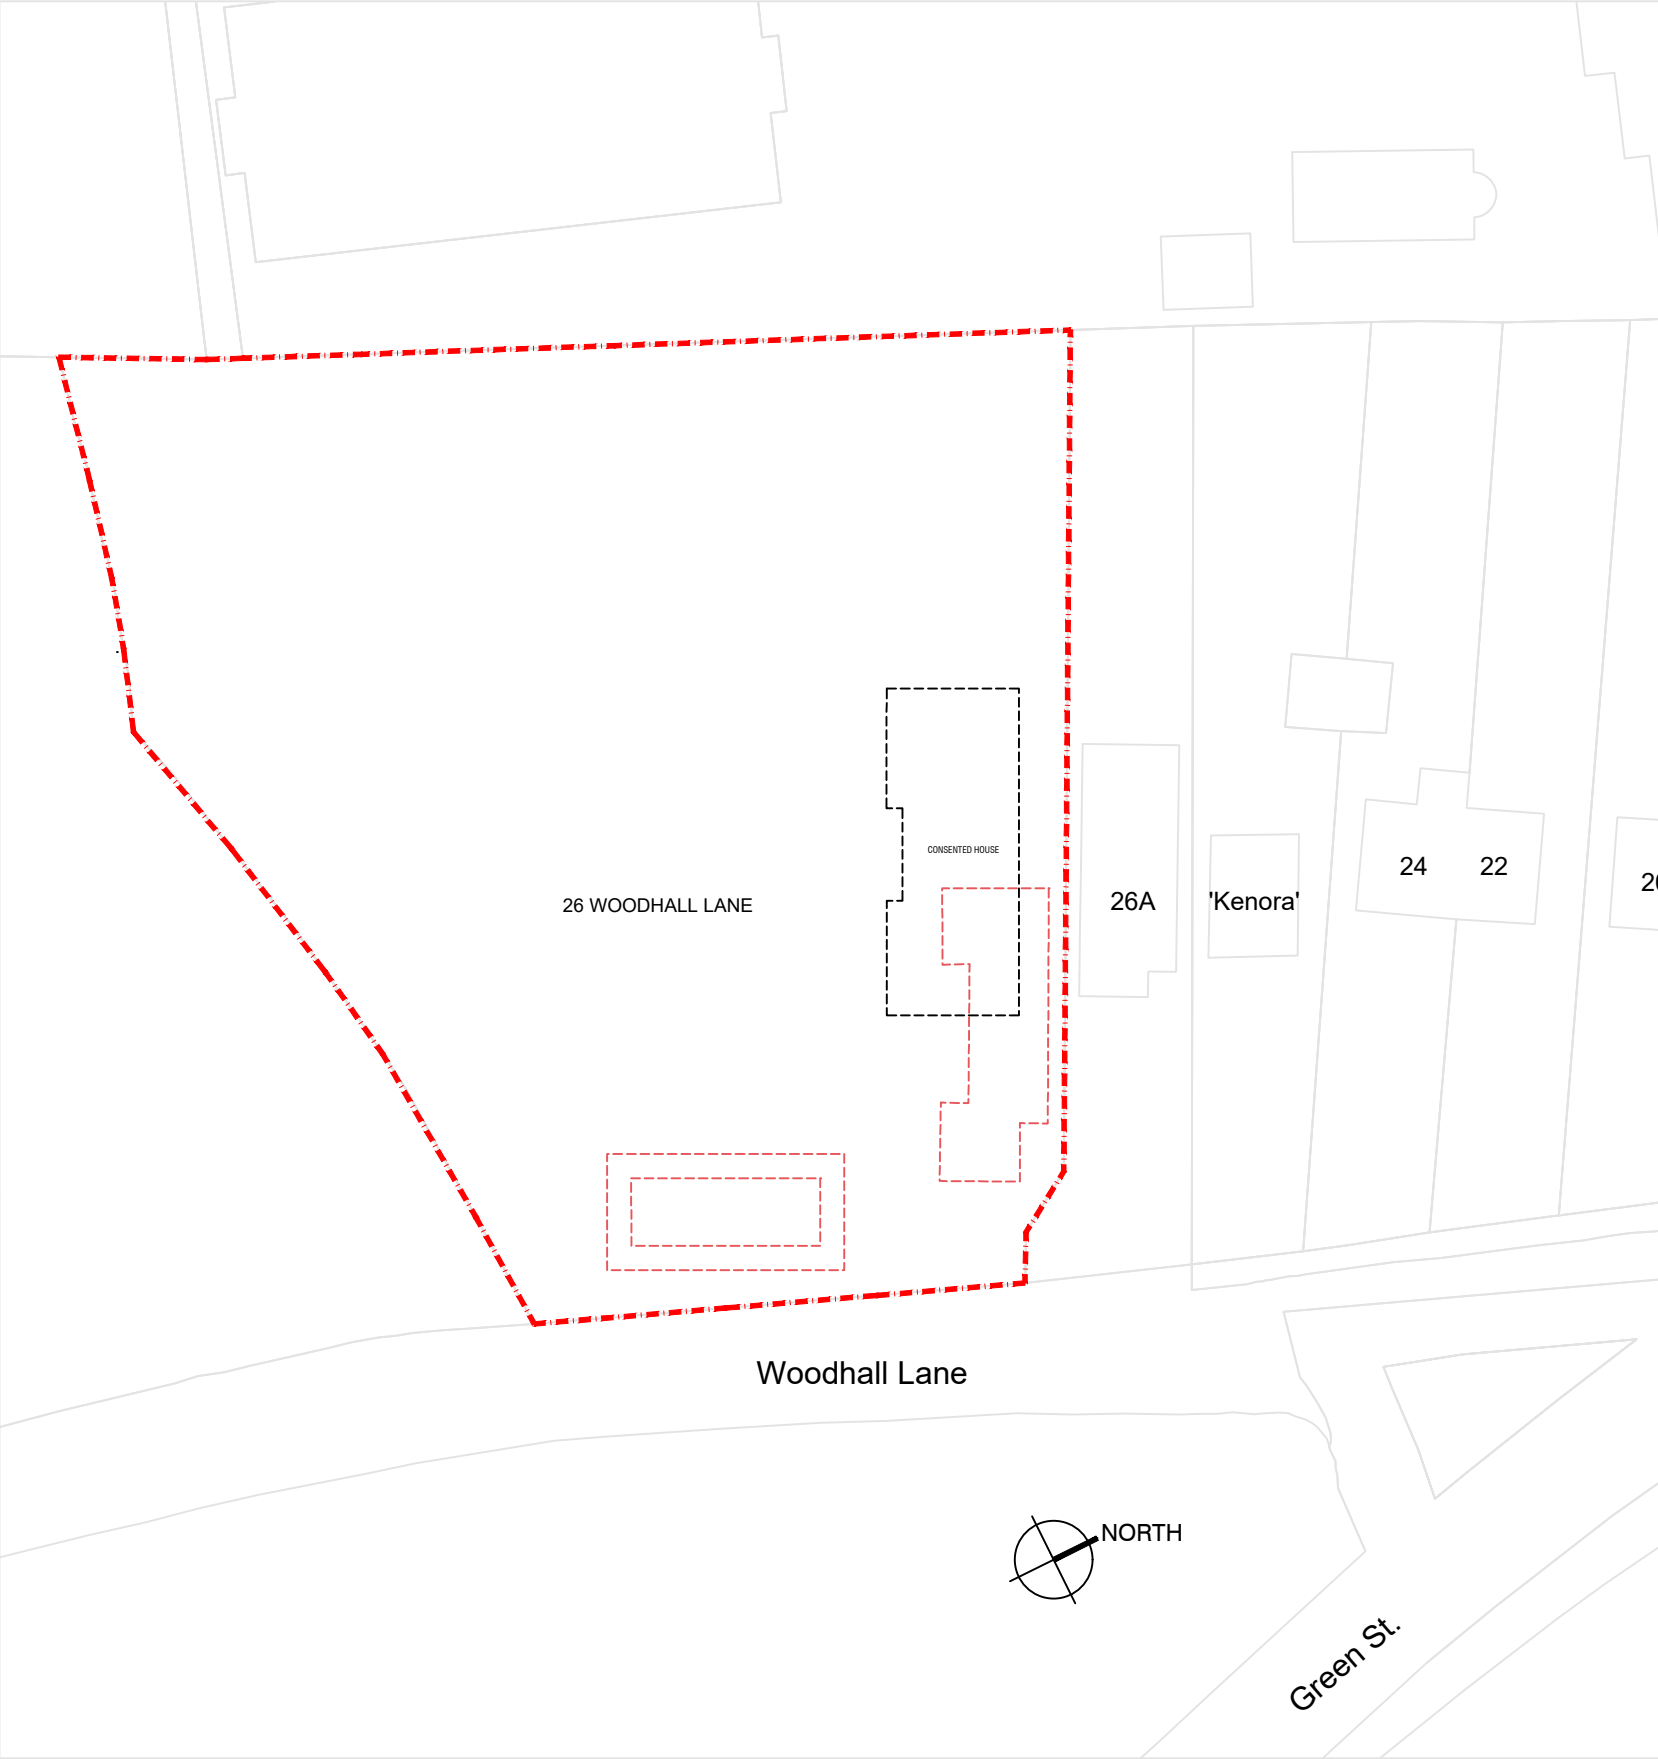 CONSENTED HOUSE
26 WOODHALL LANE
26A
'Kenora'
24
22
Woodhall Lane
NORTH
Green St.